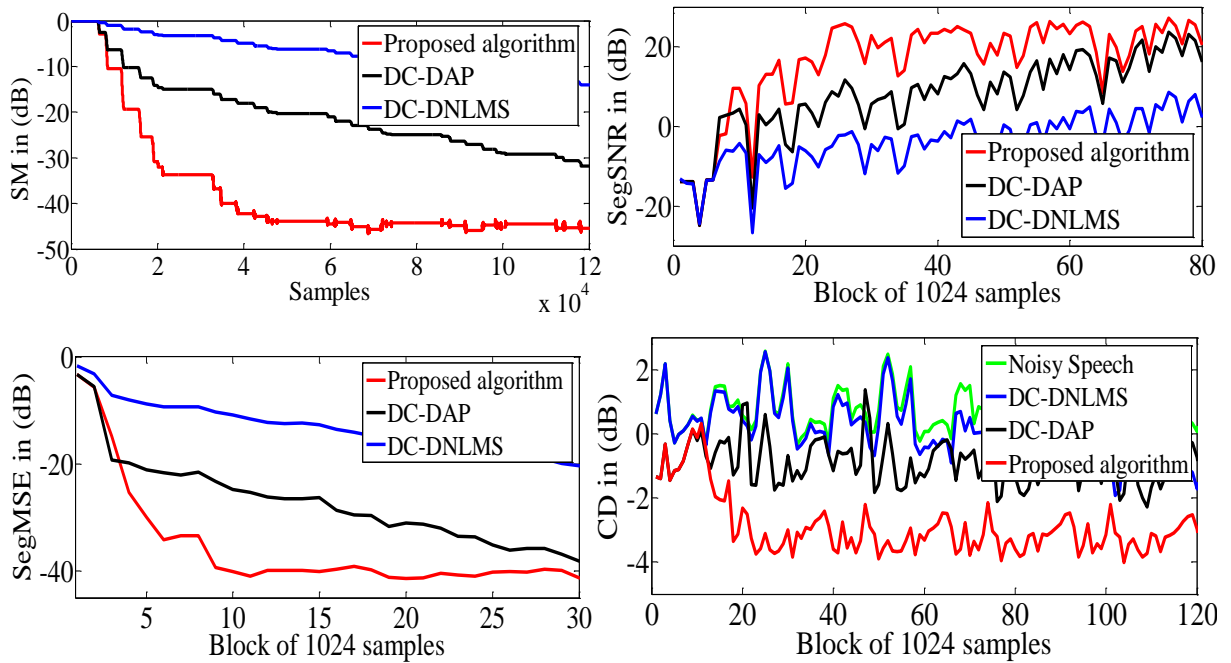 SM in (dB)
0
-10
-20
-30
-40
-50
Proposed algorithm
DC-DAP
DC-DNLMS
0
2
4
6
8
10
12
Samples
x 10^4
SegSNR in (dB)
20
0
-20
Proposed algorithm
DC-DAP
DC-DNLMS
0
20
40
60
80
Block of 1024 samples
SegMSE in (dB)
0
-20
-40
Proposed algorithm
DC-DAP
DC-DNLMS
5
10
15
20
25
30
Block of 1024 samples
CD in (dB)
4
2
0
-2
-4
Noisy Speech
DC-DNLMS
DC-DAP
Proposed algorithm
0
20
40
60
80
100
120
Block of 1024 samples